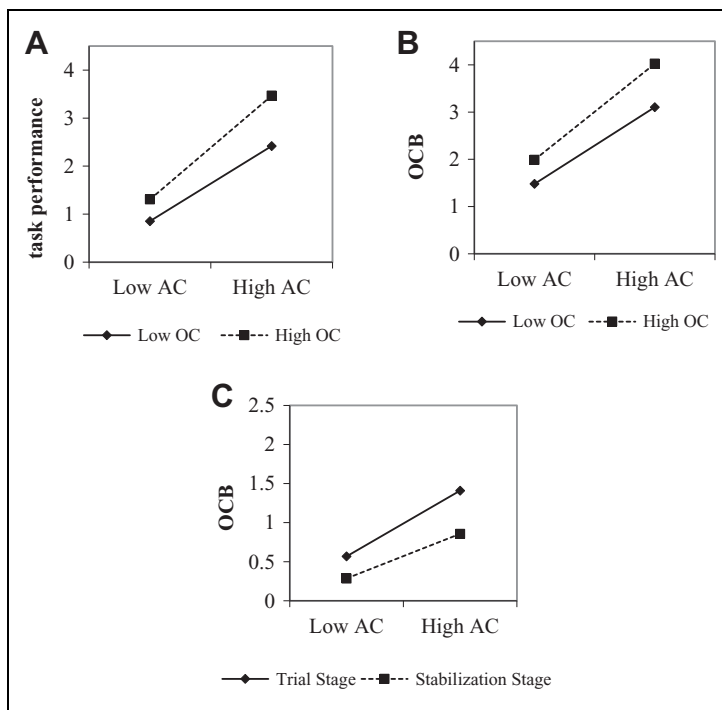 A
task performance
4
3
2
1
0
Low AC High AC
Low OC High OC
B
OCB
4
3
2
1
0
Low AC High AC
Low OC High OC
C
OCB
2.5
2
1.5
1
0.5
0
Low AC High AC
Trial Stage Stabilization Stage